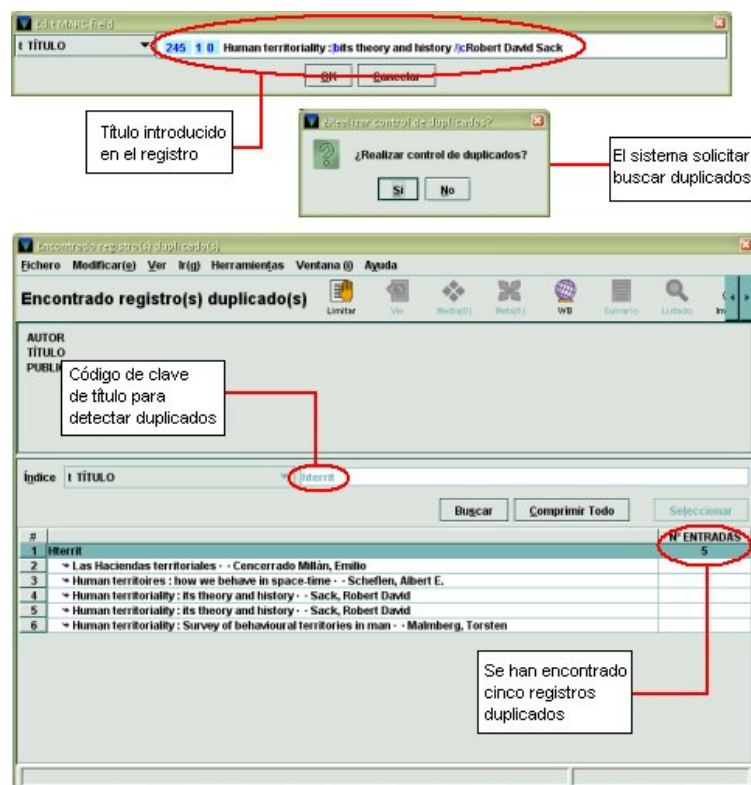 Edit MARC field
t TÍTULO 245 1 0 Human territoriality :|bits theory and history /|cRobert David Sack
OK Cancelar
Título introducido
en el registro
¿Realizar control de duplicados?
¿Realizar control de duplicados?
Sí No
El sistema solicitar
buscar duplicados
Encontrado registro(s) duplicado(s)
Fichero Modificar(e) Ver Ir(g) Herramientas Ventana (i) Ayuda
Encontrado registro(s) duplicado(s)
Limitar Ver Media(0) WB Sumario Listado Im
AUTOR
TÍTULO
PUBLIC
Código de clave
de título para
detectar duplicados
Índice t TÍTULO Hterrit
Buscar Comprimir Todo Seleccionar
# Nº ENTRADAS
1 Hterrit 5
2 Las Haciendas territoriales - - Cencerrado Millán, Emilio
3 Human territoires : how we behave in space-time - - Scheflen, Albert E.
4 Human territoriality : its theory and history - - Sack, Robert David
5 Human territoriality : its theory and history - - Sack, Robert David
6 Human territoriality : Survey of behavioural territories in man - - Malmberg, Torsten
Se han encontrado
cinco registros
duplicados